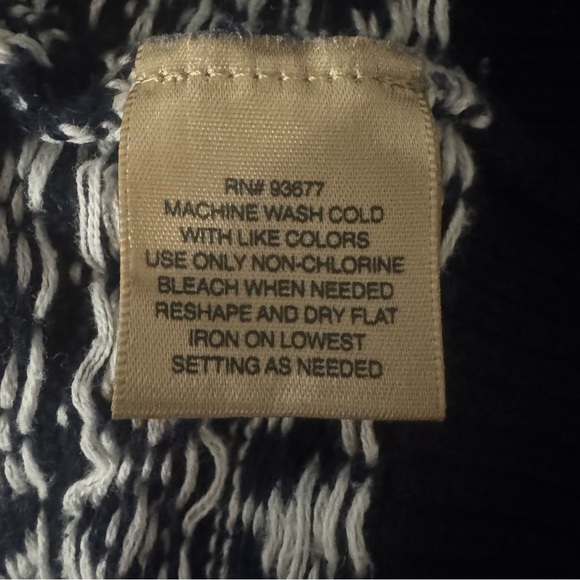 RN# 93677
MACHINE WASH COLD
WITH LIKE COLORS
USE ONLY NON-CHLORINE
BLEACH WHEN NEEDED
RESHAPE AND DRY FLAT
IRON ON LOWEST
SETTING AS NEEDED